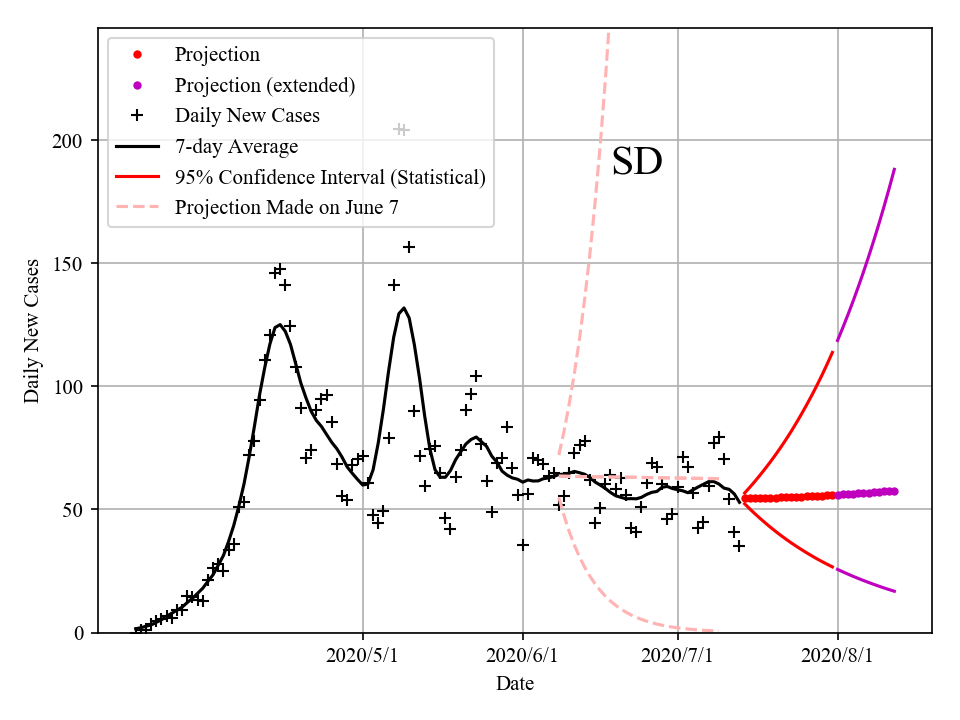 Projection
Projection (extended)
Daily New Cases
7-day Average
95% Confidence Interval (Statistical)
Projection Made on June 7
SD
200
150
100
50
0
Daily New Cases
2020/5/1 2020/6/1 2020/7/1 2020/8/1
Date